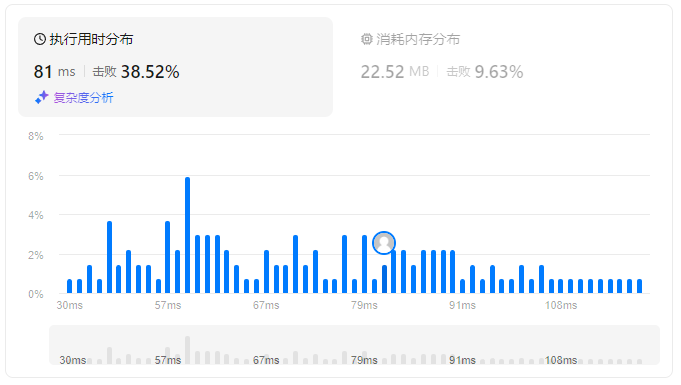 执行用时分布
消耗内存分布
81 ms 击败 38.52%
22.52 MB 击败 9.63%
复杂度分析
8%
6%
4%
2%
0%
30ms 57ms 67ms 79ms 91ms 108ms
30ms 57ms 67ms 79ms 91ms 108ms